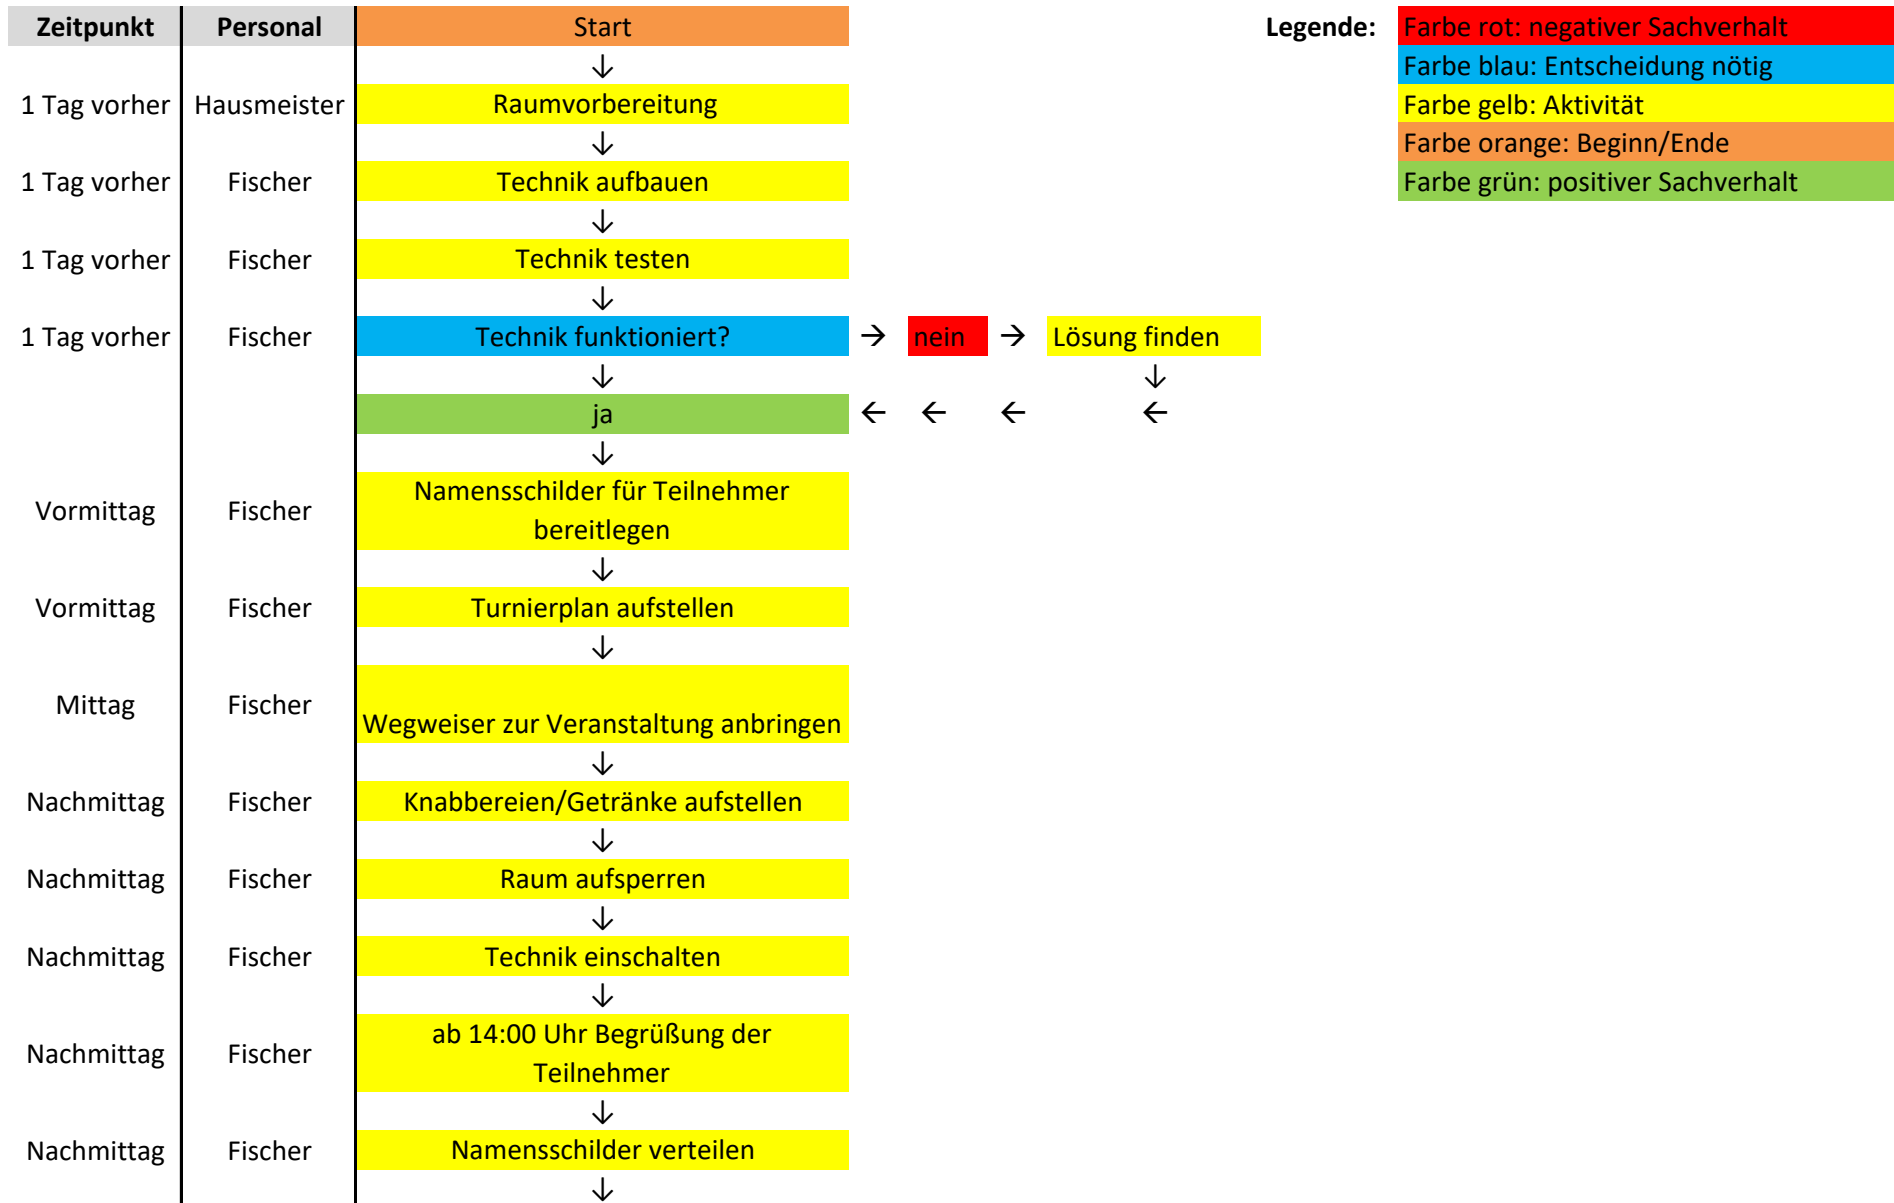 Zeitpunkt Personal Start Legende: Farbe rot: negativer Sachverhalt
↓ Farbe blau: Entscheidung nötig
1 Tag vorher Hausmeister Raumvorbereitung Farbe gelb: Aktivität
↓ Farbe orange: Beginn/Ende
1 Tag vorher Fischer Technik aufbauen Farbe grün: positiver Sachverhalt
↓
1 Tag vorher Fischer Technik testen
↓
1 Tag vorher Fischer Technik funktioniert? → nein → Lösung finden
↓ ↓
ja ← ← ← ←
↓
Namensschilder für Teilnehmer
Vormittag Fischer
bereitlegen
↓
Vormittag Fischer Turnierplan aufstellen
↓
Mittag Fischer
Wegweiser zur Veranstaltung anbringen
↓
Nachmittag Fischer Knabbereien/Getränke aufstellen
↓
Nachmittag Fischer Raum aufsperren
↓
Nachmittag Fischer Technik einschalten
↓
ab 14:00 Uhr Begrüßung der
Nachmittag Fischer
Teilnehmer
↓
Nachmittag Fischer Namensschilder verteilen
↓